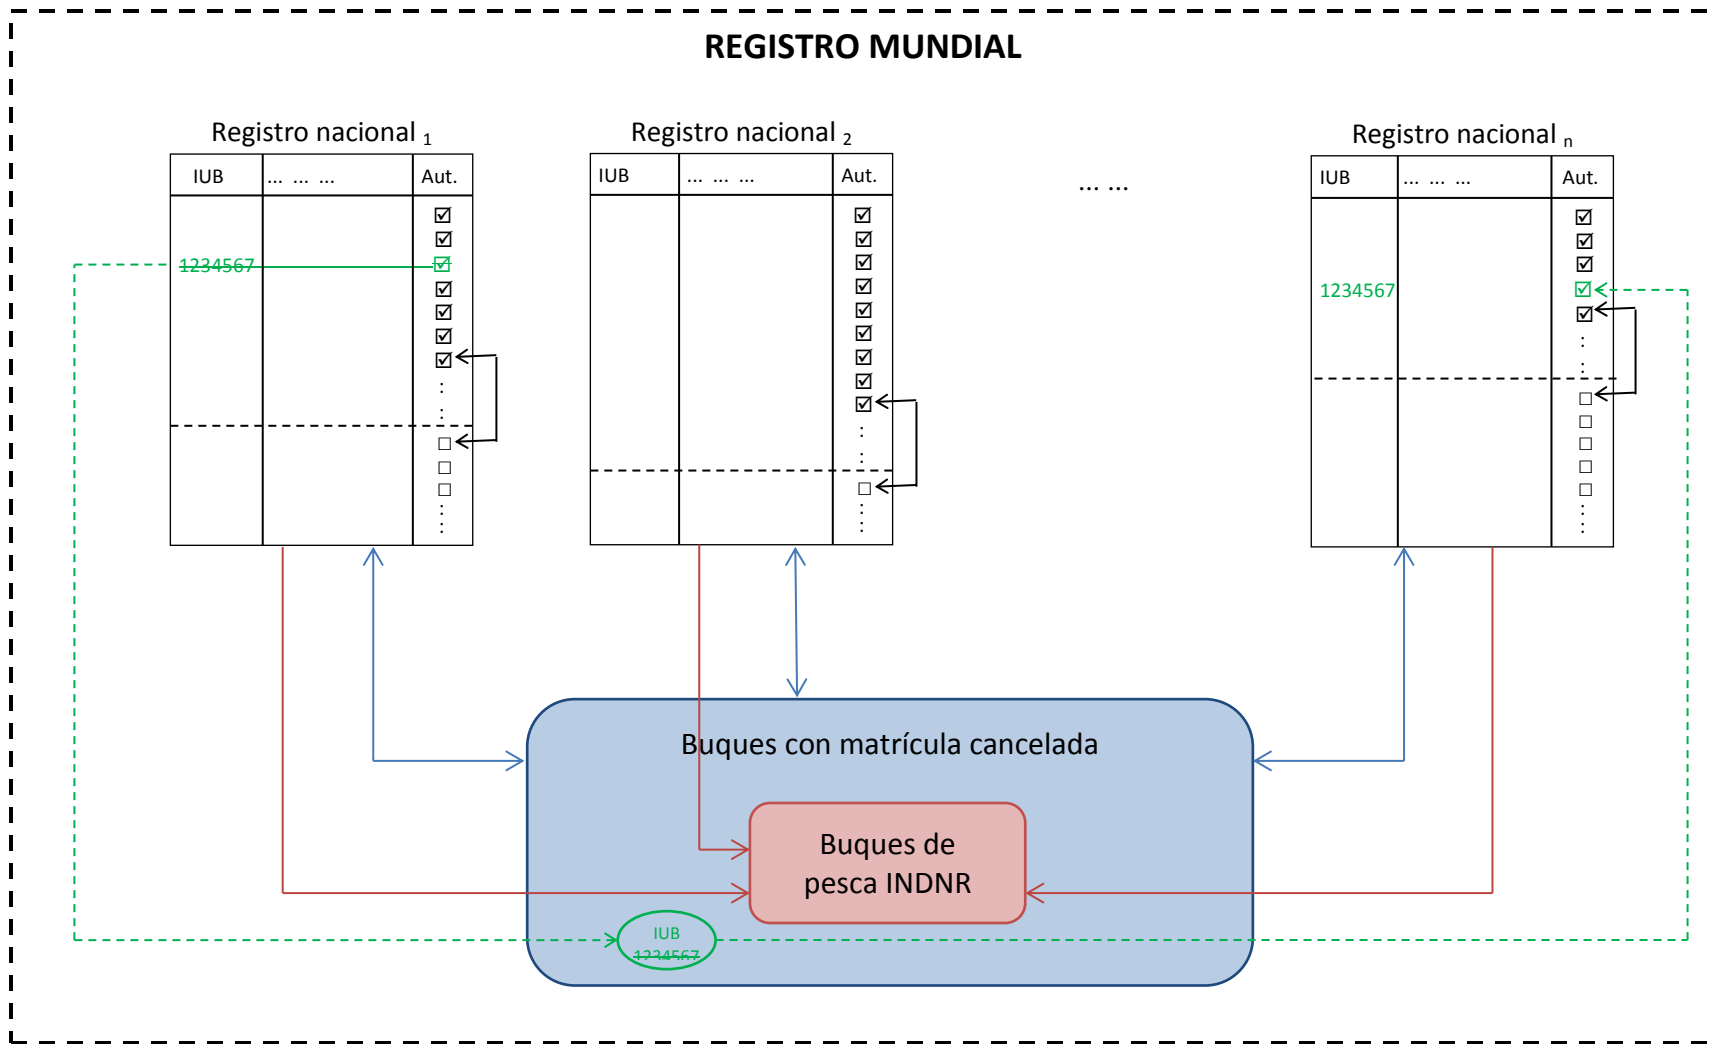 REGISTRO MUNDIAL
Registro nacional 1
IUB ... ... ... Aut.
1234567
Registro nacional 2
IUB ... ... ... Aut.
... ...
Registro nacional n
IUB ... ... ... Aut.
1234567
Buques con matrícula cancelada
Buques de
pesca INDNR
IUB
1234567